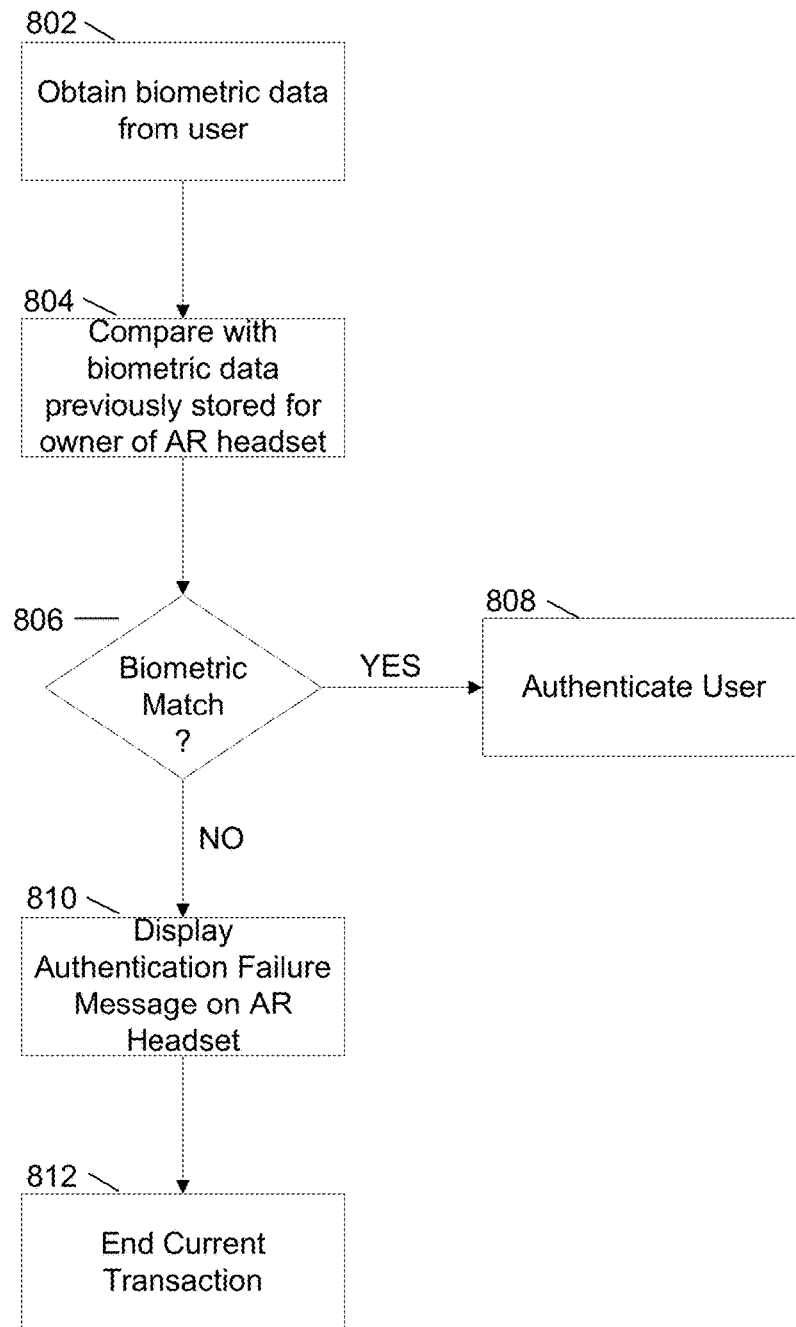 802
Obtain biometric data
from user
804
Compare with
biometric data
previously stored for
owner of AR headset
806
Biometric
Match
?
YES
808
Authenticate User
NO
810
Display
Authentication Failure
Message on AR
Headset
812
End Current
Transaction